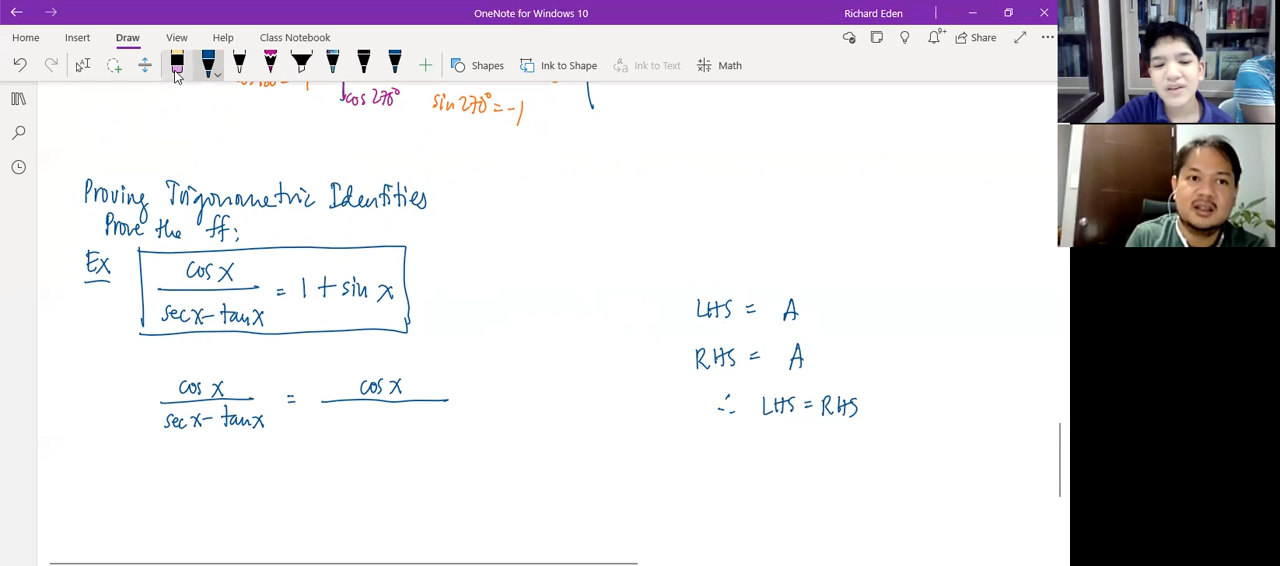 OneNote for Windows 10
Richard Eden
Home Insert Draw View Help Class Notebook Share
Shapes Ink to Shape Ink to Text Math
cos 270°
sin 270° = -1
Proving Trigonometric Identities
Prove the ff:
Ex
cos x
sec x - tan x
= 1 + sin x
cos x
sec x - tan x
=
cos x
LHS = A
RHS = A
∴ LHS = RHS